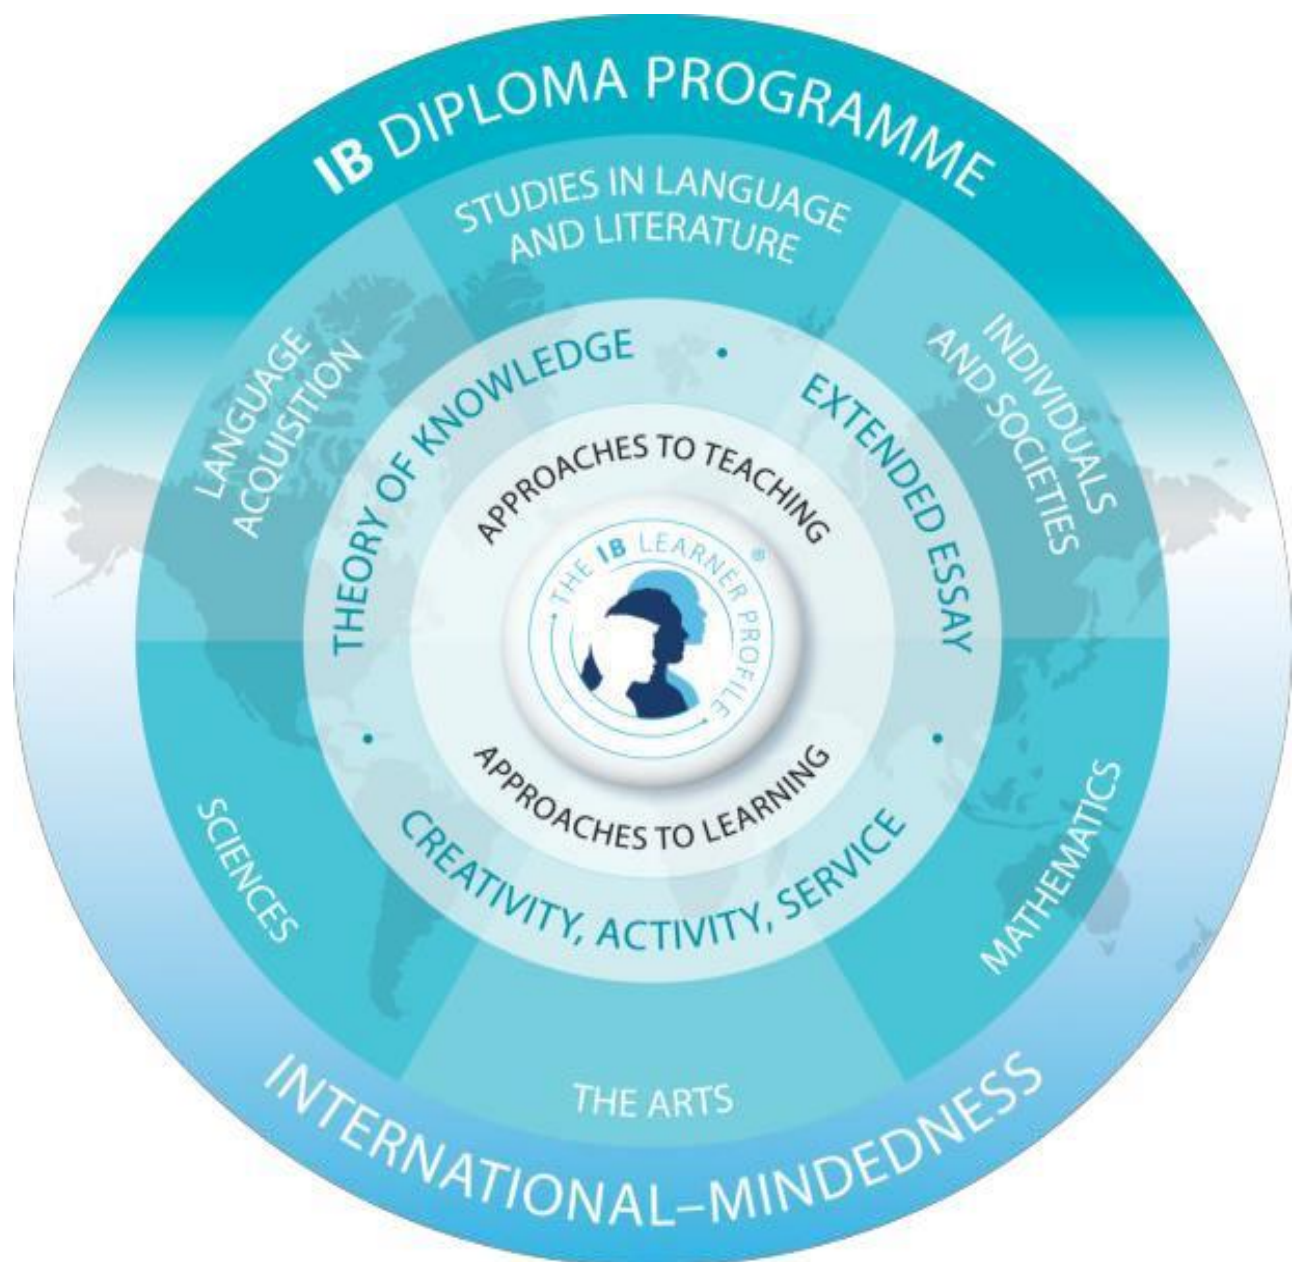 IB DIPLOMA PROGRAMME
STUDIES IN LANGUAGE
AND LITERATURE
LANGUAGE
ACQUISITION
INDIVIDUALS
AND SOCIETIES
THEORY OF KNOWLEDGE
•
EXTENDED ESSAY
APPROACHES TO TEACHING
THE IB LEARNER PROFILE
®
APPROACHES TO LEARNING
•
CREATIVITY, ACTIVITY, SERVICE
•
SCIENCES
MATHEMATICS
THE ARTS
INTERNATIONAL–MINDEDNESS